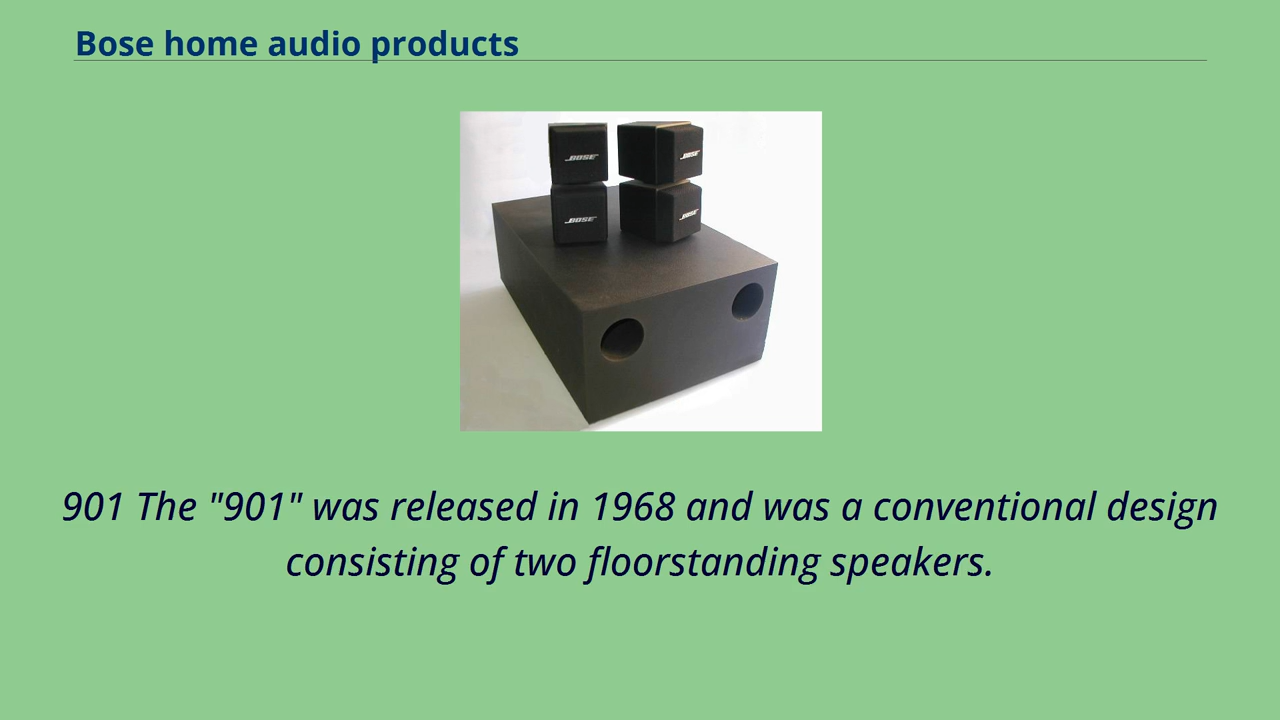 Bose home audio products
BOSE
BOSE
BOSE
BOSE
901 The "901" was released in 1968 and was a conventional design
consisting of two floorstanding speakers.